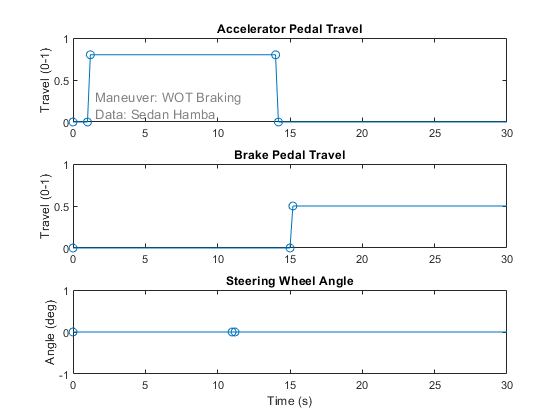 Accelerator Pedal Travel
1
0.5
0
Travel (0-1)
Maneuver: WOT Braking
Data: Sedan Hamba
0 5 10 15 20 25 30
Brake Pedal Travel
1
0.5
0
Travel (0-1)
0 5 10 15 20 25 30
Steering Wheel Angle
1
0
-1
Angle (deg)
0 5 10 15 20 25 30
Time (s)